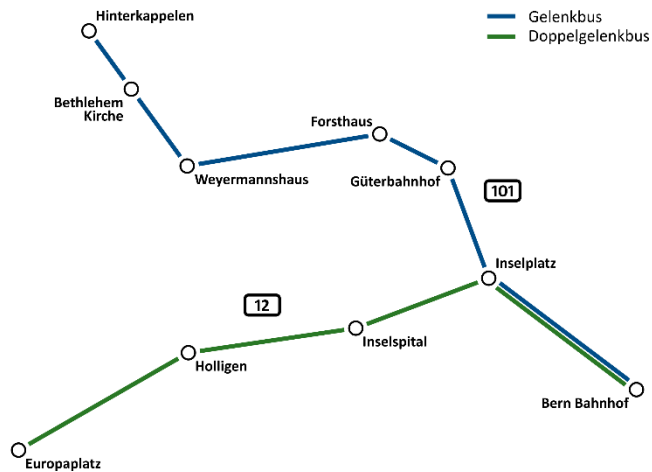 Hinterkappelen
Gelenkbus
Doppelgelenkbus
Bethlehem
Kirche
Forsthaus
Weyermannshaus
Güterbahnhof
101
Inselplatz
12
Inselspital
Holligen
Bern Bahnhof
Europaplatz